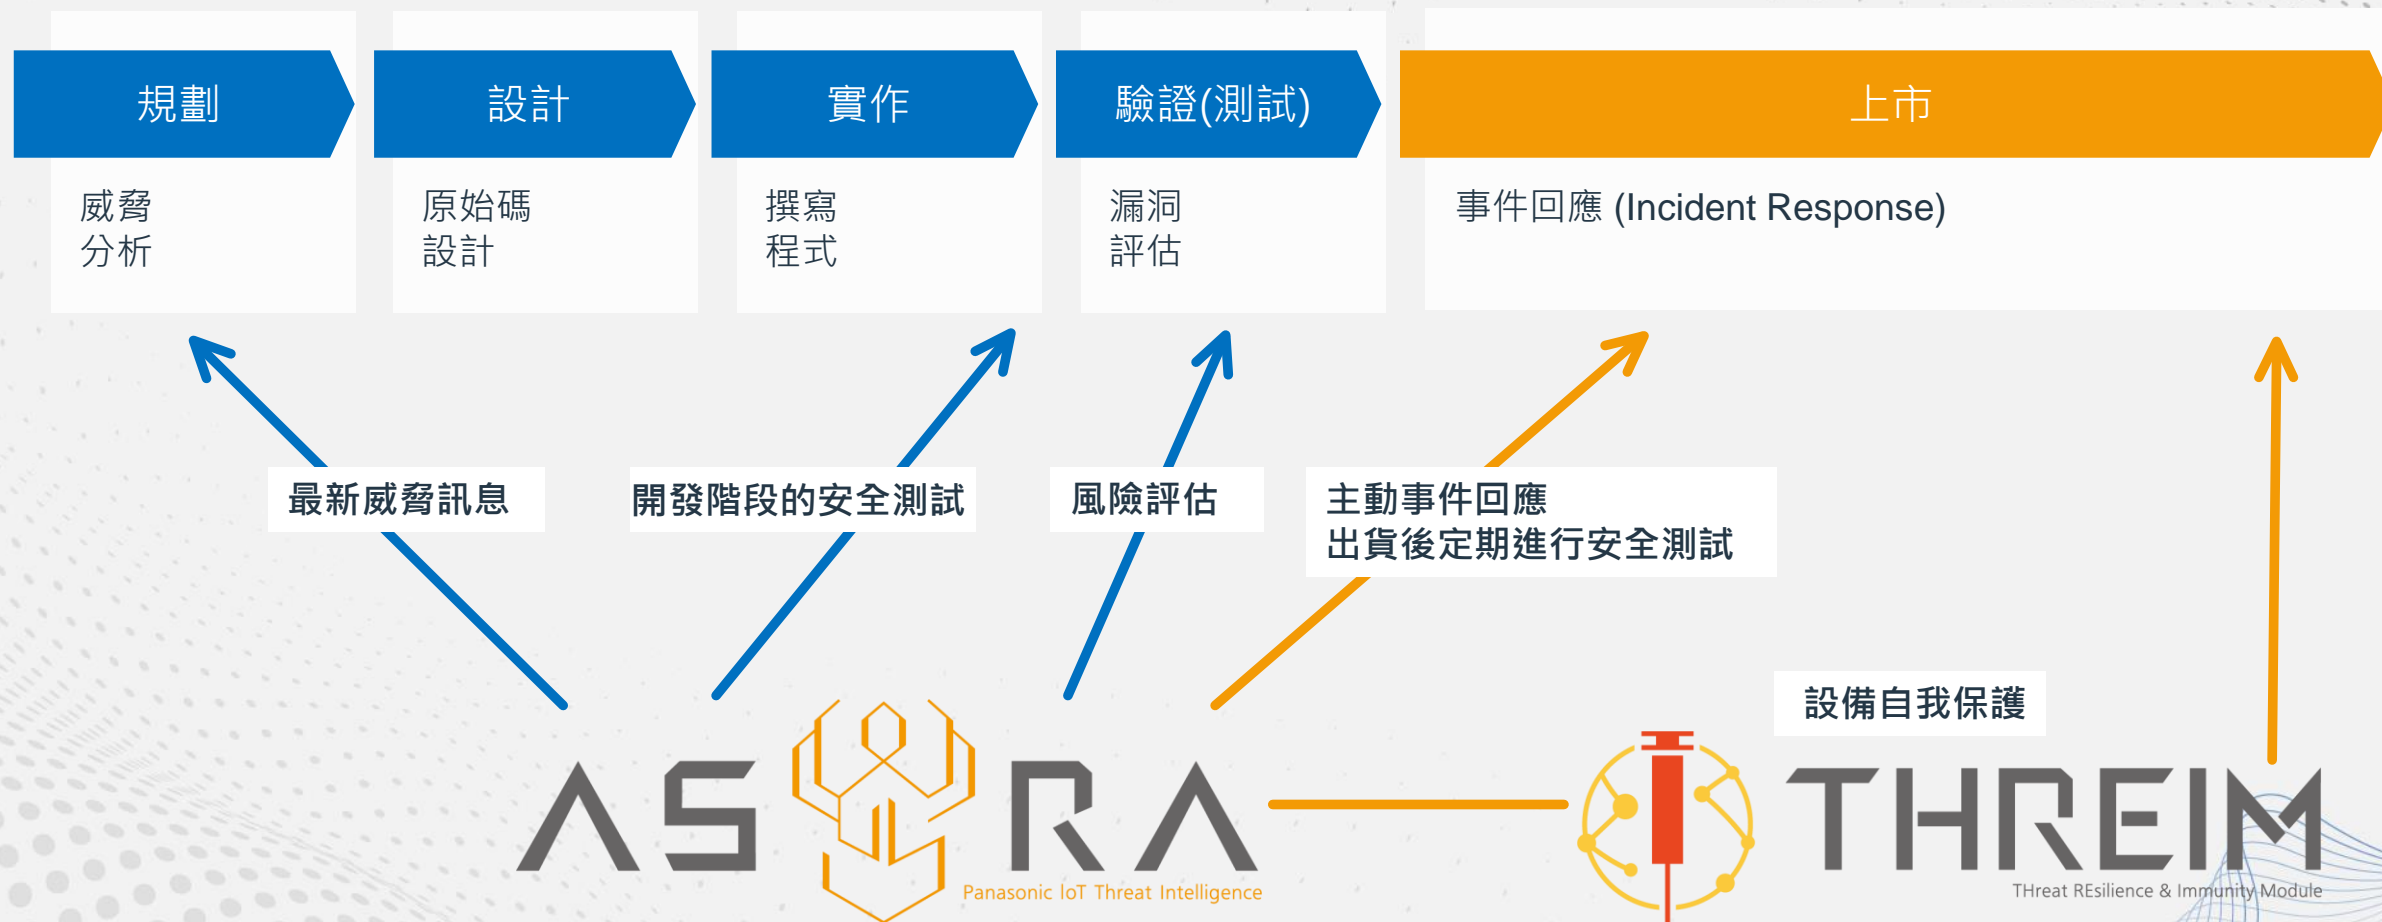 規劃
設計
實作
驗證(測試)
上市
威脅
分析
原始碼
設計
撰寫
程式
漏洞
評估
事件回應 (Incident Response)
最新威脅訊息
開發階段的安全測試
風險評估
主動事件回應
出貨後定期進行安全測試
設備自我保護
ASURA
Panasonic IoT Threat Intelligence
THREIM
THreat REsilience & Immunity Module